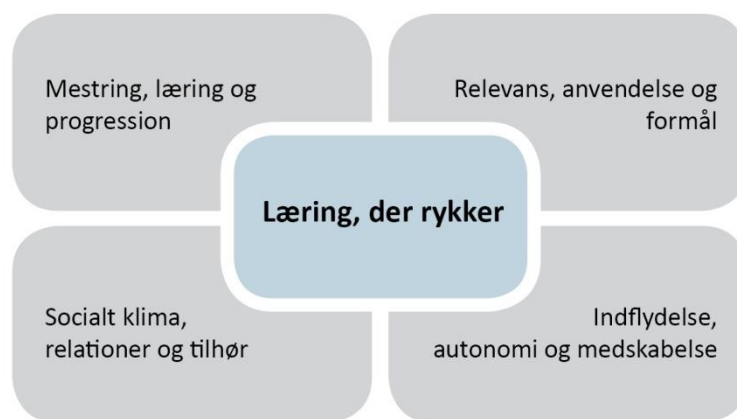 Mestring, læring og
progression
Relevans, anvendelse og
formål
Læring, der rykker
Socialt klima,
relationer og tilhør
Indflydelse,
autonomi og medskabelse